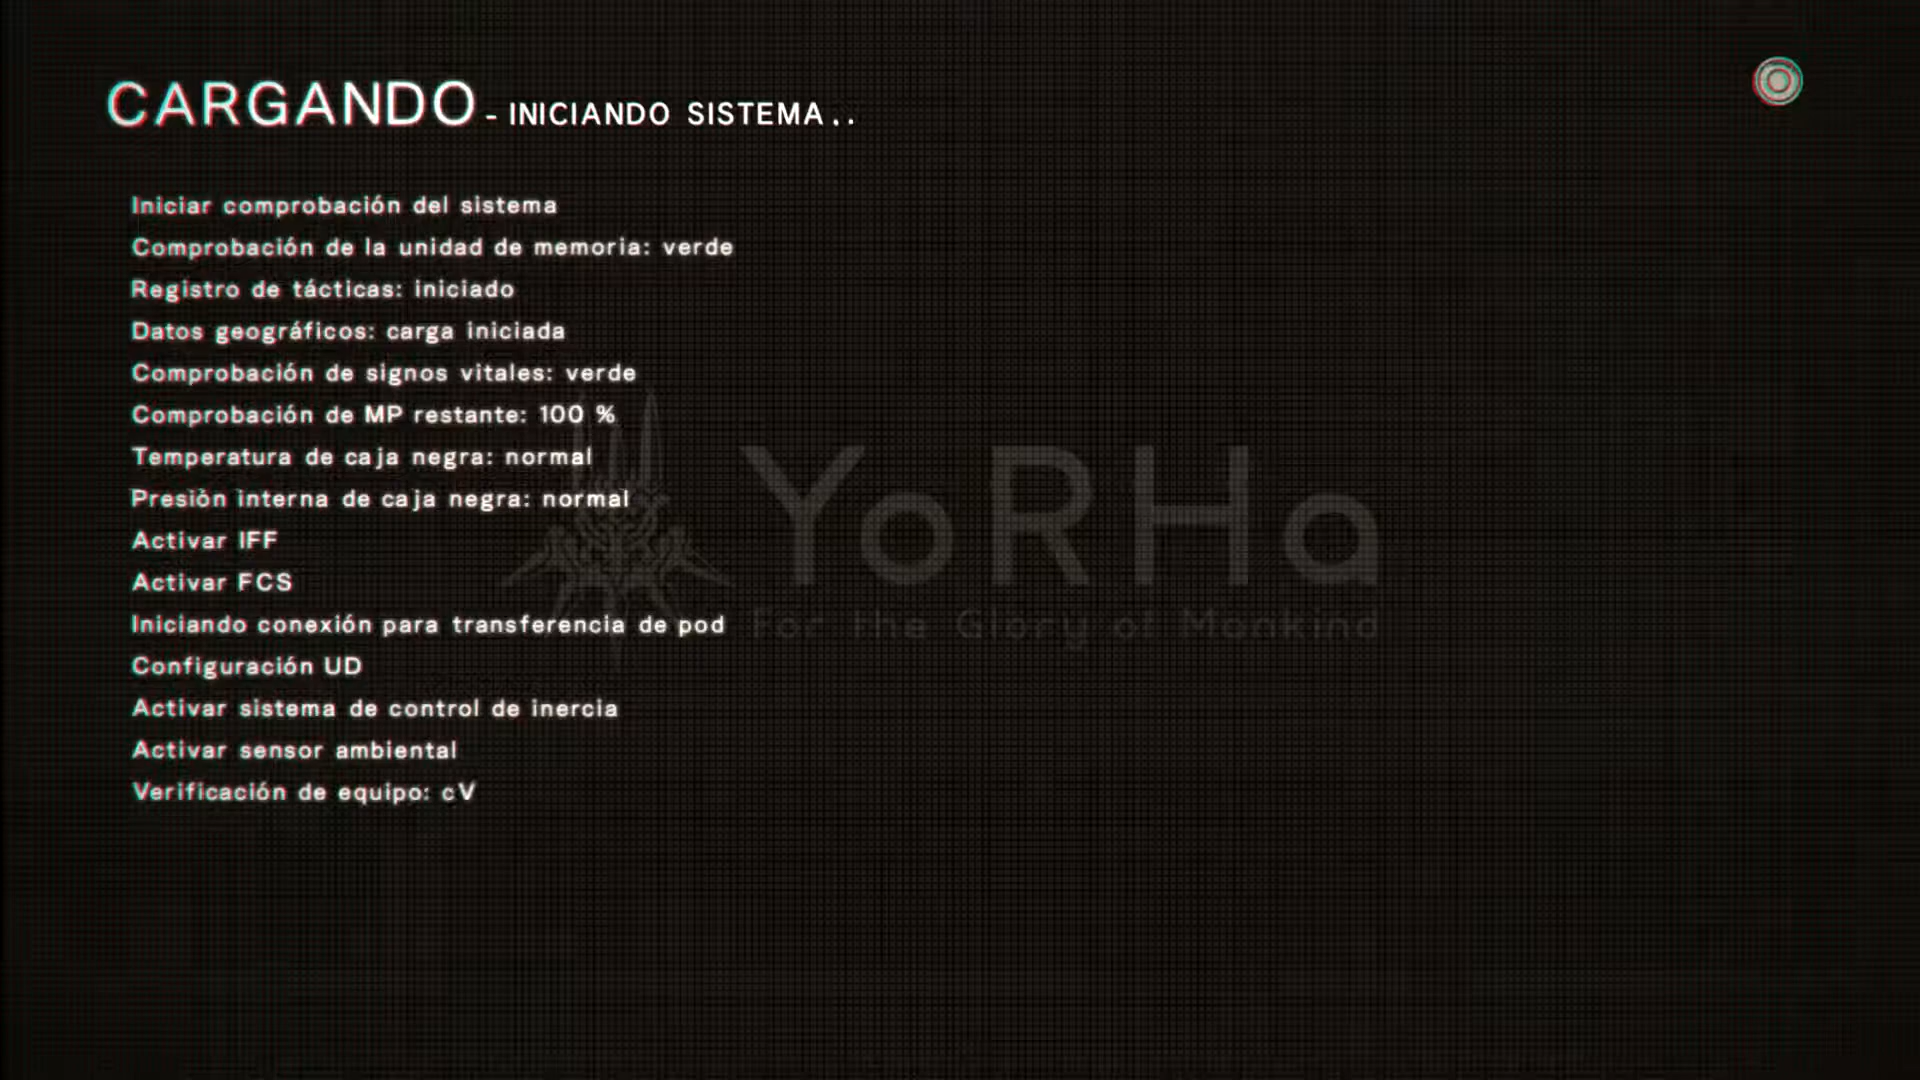 CARGANDO - INICIANDO SISTEMA..
Iniciar comprobación del sistema
Comprobación de la unidad de memoria: verde
Registro de tácticas: iniciado
Datos geográficos: carga iniciada
Comprobación de signos vitales: verde
Comprobación de MP restante: 100 %
Temperatura de caja negra: normal
Presión interna de caja negra: normal
Activar IFF
Activar FCS
Iniciando conexión para transferencia de pod
Configuración UD
Activar sistema de control de inercia
Activar sensor ambiental
Verificación de equipo: cV
YoRHa
For the Glory of Mankind